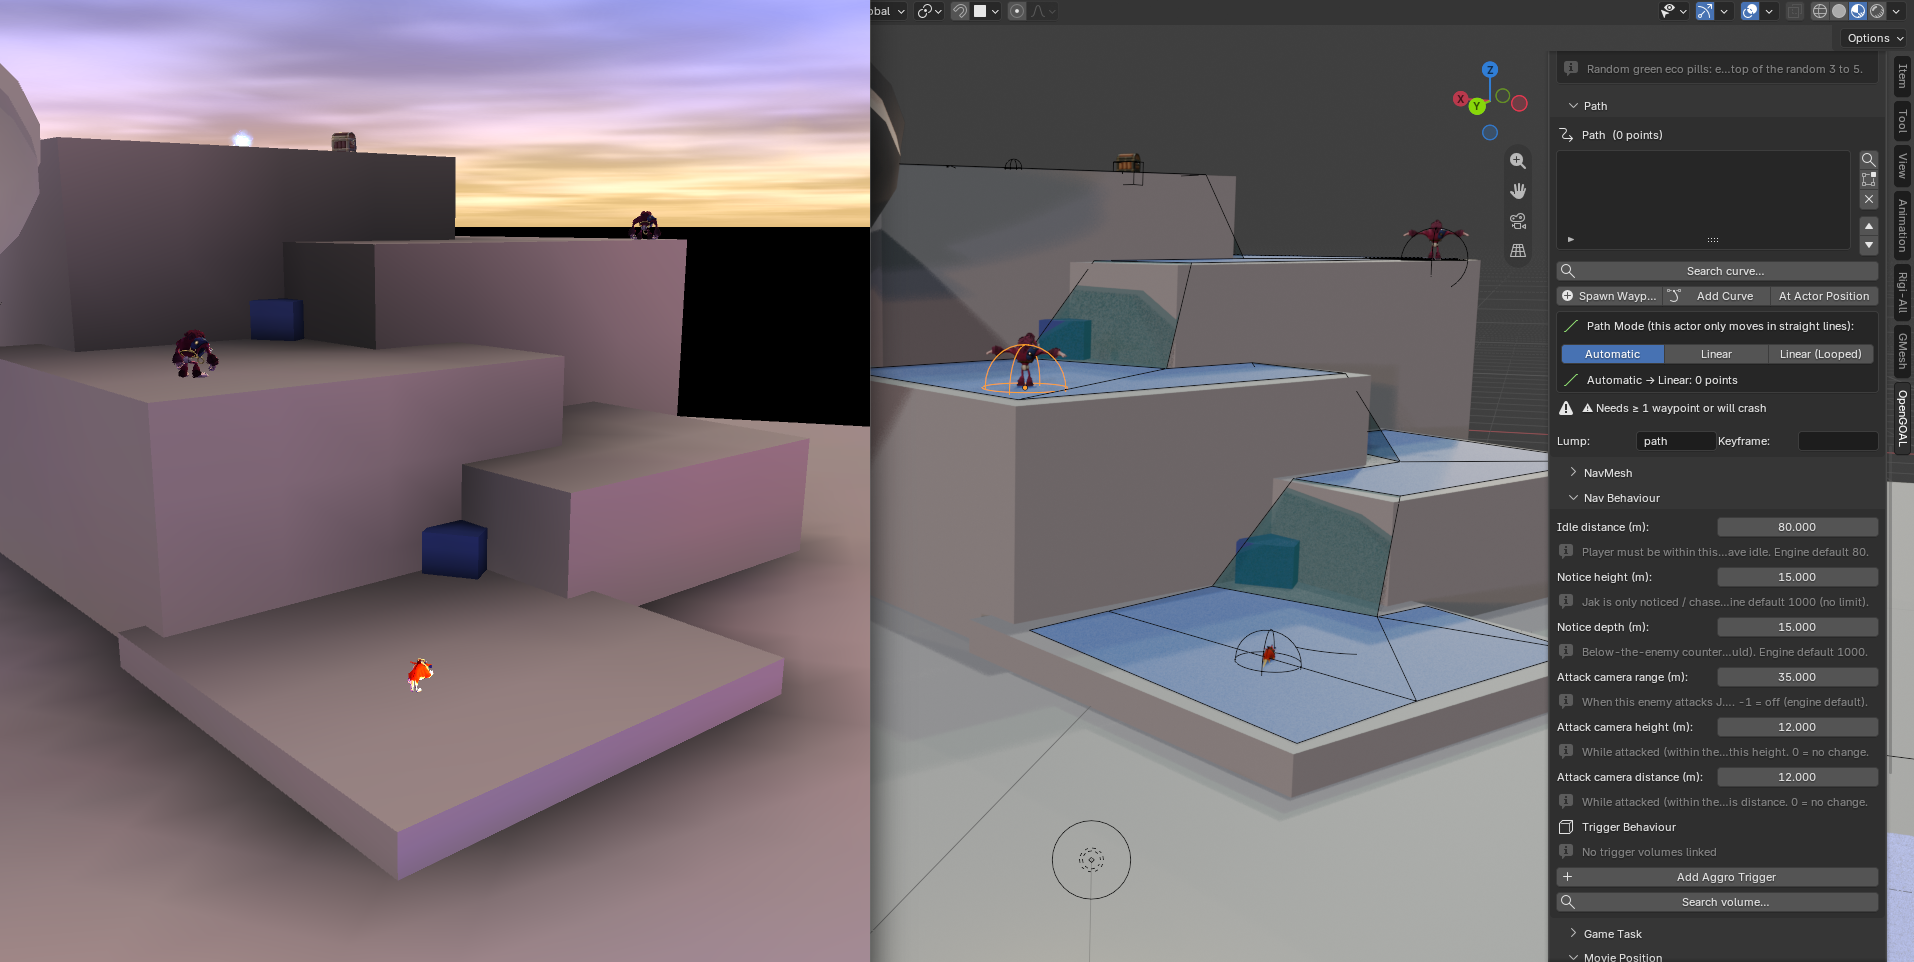 bal
Options
Z
X
Y
Random green eco pills: e...top of the random 3 to 5.
Path
Path (0 points)
Search curve...
Spawn Wayp...
Add Curve
At Actor Position
Path Mode (this actor only moves in straight lines):
Automatic
Linear
Linear (Looped)
Automatic → Linear: 0 points
⚠ Needs ≥ 1 waypoint or will crash
Lump:
path
Keyframe:
NavMesh
Nav Behaviour
Idle distance (m):
80.000
Player must be within this...ave idle. Engine default 80.
Notice height (m):
15.000
Jak is only noticed / chase...ine default 1000 (no limit).
Notice depth (m):
15.000
Below-the-enemy counter...uld). Engine default 1000.
Attack camera range (m):
35.000
When this enemy attacks J.... -1 = off (engine default).
Attack camera height (m):
12.000
While attacked (within the...this height. 0 = no change.
Attack camera distance (m):
12.000
While attacked (within the...is distance. 0 = no change.
Trigger Behaviour
No trigger volumes linked
Add Aggro Trigger
Search volume...
Game Task
Movie Position
Item
Tool
View
Animation
Rigi-All
GMesh
OpenGOAL